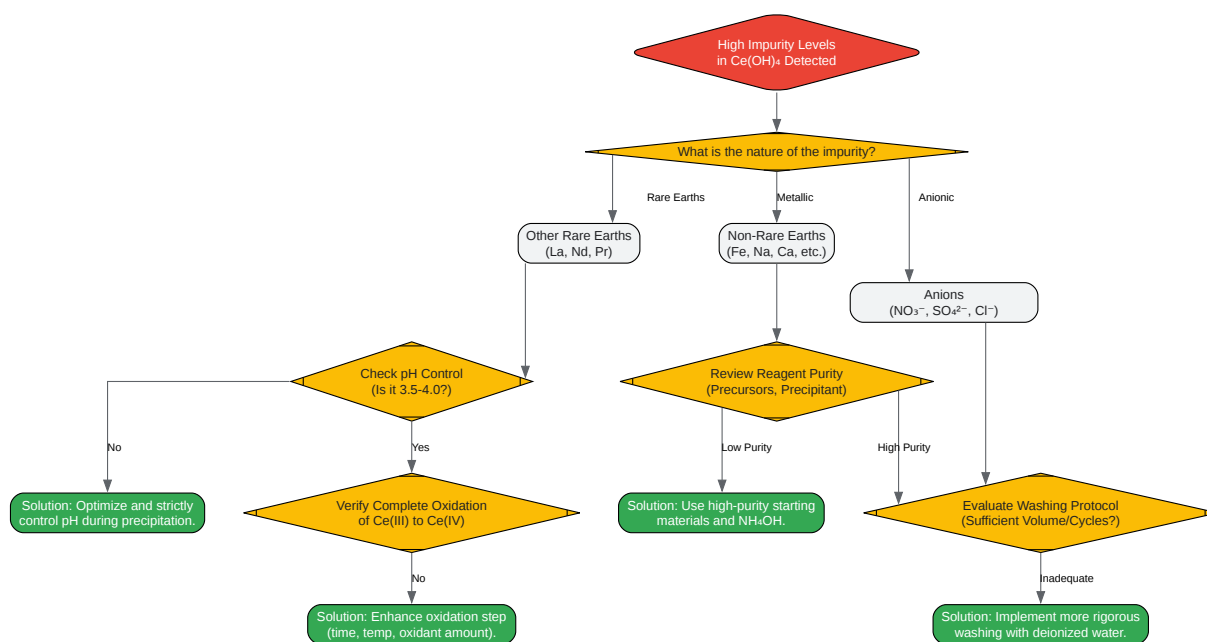 High Impurity Levels
in Ce(OH)₄ Detected
What is the nature of the impurity?
Rare Earths
Metallic
Anionic
Other Rare Earths
(La, Nd, Pr)
Non-Rare Earths
(Fe, Na, Ca, etc.)
Anions
(NO₃⁻, SO₄²⁻, Cl⁻)
Check pH Control
(Is it 3.5-4.0?)
Review Reagent Purity
(Precursors, Precipitant)
No
Yes
Low Purity
High Purity
Solution: Optimize and strictly
control pH during precipitation.
Verify Complete Oxidation
of Ce(III) to Ce(IV)
Solution: Use high-purity starting
materials and NH₄OH.
Evaluate Washing Protocol
(Sufficient Volume/Cycles?)
No
Inadequate
Solution: Enhance oxidation step
(time, temp, oxidant amount).
Solution: Implement more rigorous
washing with deionized water.